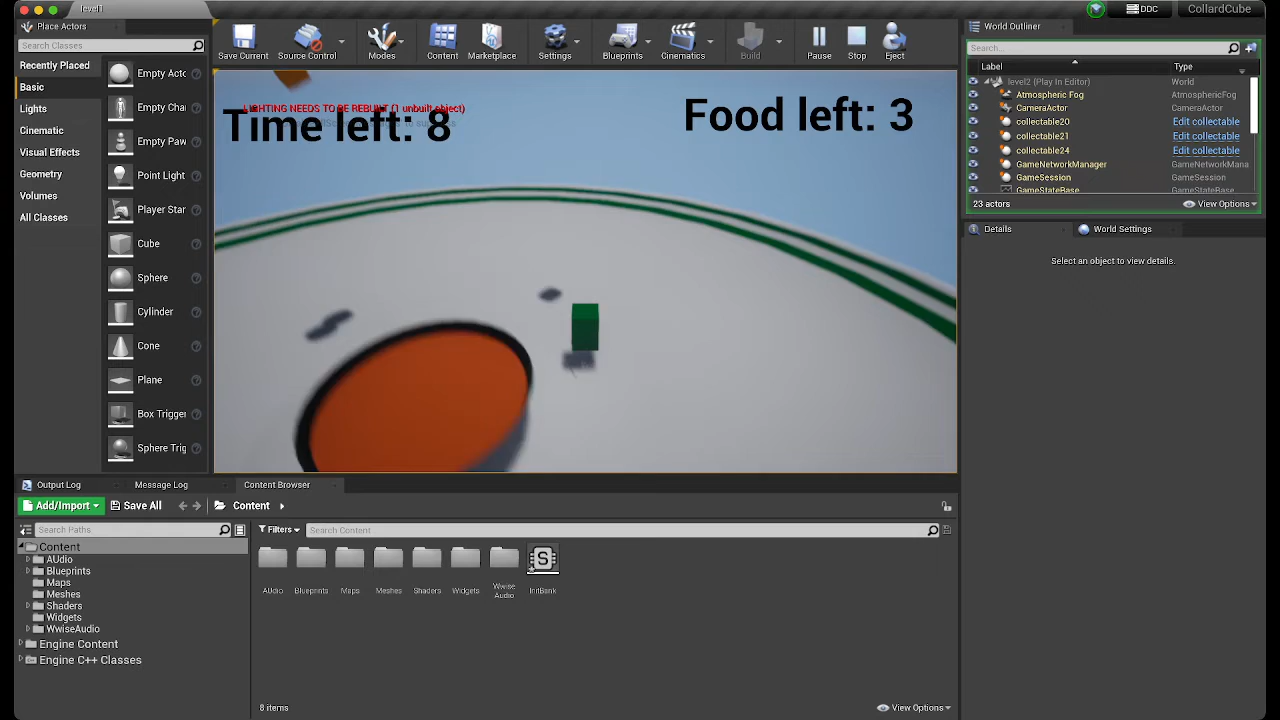 level1
DDC
CollardCube
Place Actors
Search Classes
Recently Placed
Basic
Lights
Cinematic
Visual Effects
Geometry
Volumes
All Classes
Empty Acto
Empty Cha
Empty Paw
Point Light
Player Star
Cube
Sphere
Cylinder
Cone
Plane
Box Trigger
Sphere Trig
Save Current
Source Control
Modes
Content
Marketplace
Settings
Blueprints
Cinematics
Build
Pause
Stop
Eject
LIGHTING NEEDS TO BE REBUILT (1 unbuilt object)
Time left: 8
Food left: 3
World Outliner
Search...
Label Type
level2 (Play In Editor) World
Atmospheric Fog AtmosphericFog
CameraActor CameraActor
collectable20 Edit collectable
collectable21 Edit collectable
collectable24 Edit collectable
GameNetworkManager GameNetworkMana
GameSession GameSession
GameStateBase GameStateBase
23 actors
View Options
Details
World Settings
Select an object to view details.
Output Log
Message Log
Content Browser
Add/Import
Save All
Content
Search Paths
Filters
Search Content
Content
AUdio
Blueprints
Maps
Meshes
Shaders
Widgets
WwiseAudio
Engine Content
Engine C++ Classes
AUdio
Blueprints
Maps
Meshes
Shaders
Widgets
Wwise
Audio
InitBank
8 items
View Options